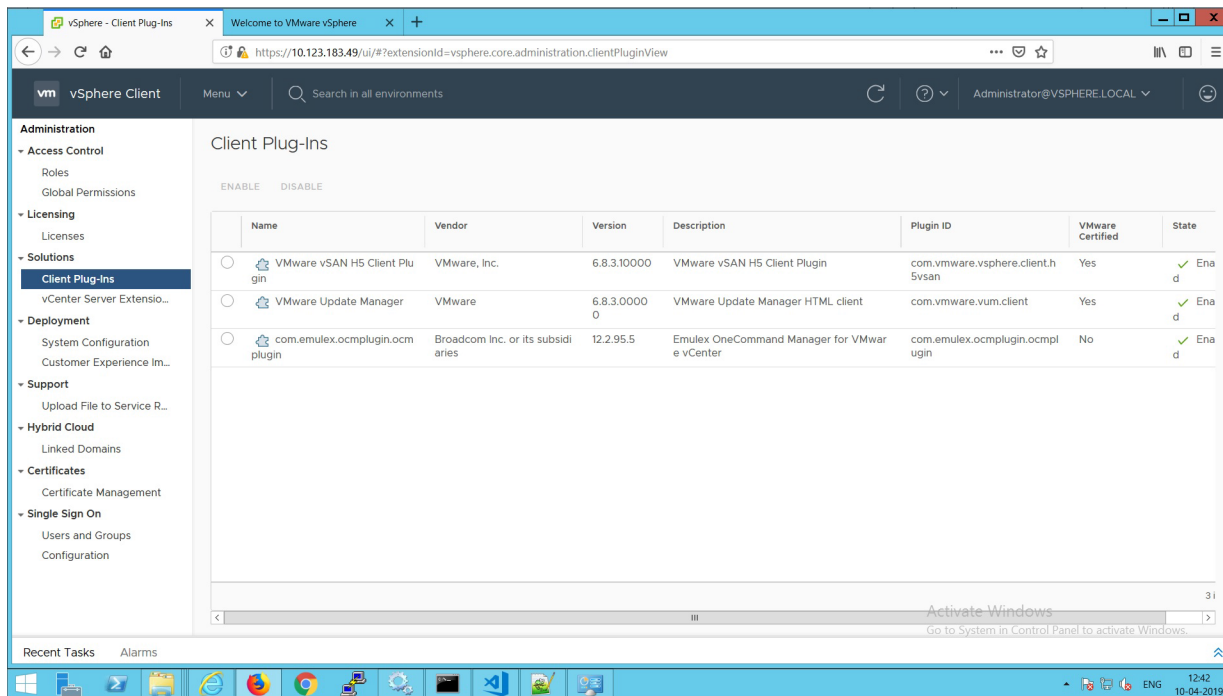 vSphere - Client Plug-Ins
Welcome to VMware vSphere
https://10.123.183.49/ui/#?extensionId=vsphere.core.administration.clientPluginView
vm vSphere Client
Menu
Search in all environments
Administrator@VSPHERE.LOCAL
Administration
Access Control
Roles
Global Permissions
Licensing
Licenses
Solutions
Client Plug-Ins
vCenter Server Extensio...
Deployment
System Configuration
Customer Experience Im...
Support
Upload File to Service R...
Hybrid Cloud
Linked Domains
Certificates
Certificate Management
Single Sign On
Users and Groups
Configuration
Client Plug-Ins
ENABLE DISABLE
Name Vendor Version Description Plugin ID VMware
Certified State
VMware vSAN H5 Client Plu VMware, Inc. 6.8.3.10000 VMware vSAN H5 Client Plugin com.vmware.vsphere.client.h Yes Ena
gin 5vsan d
VMware Update Manager VMware 6.8.3.0000 VMware Update Manager HTML client com.vmware.vum.client Yes Ena
0 d
com.emulex.ocmplugin.ocm Broadcom Inc. or its subsidi 12.2.95.5 Emulex OneCommand Manager for VMwar com.emulex.ocmplugin.ocmpl No Ena
plugin aries e vCenter ugin d
3 i
Activate Windows
Go to System in Control Panel to activate Windows.
Recent Tasks Alarms
ENG
12:42
10-04-2019